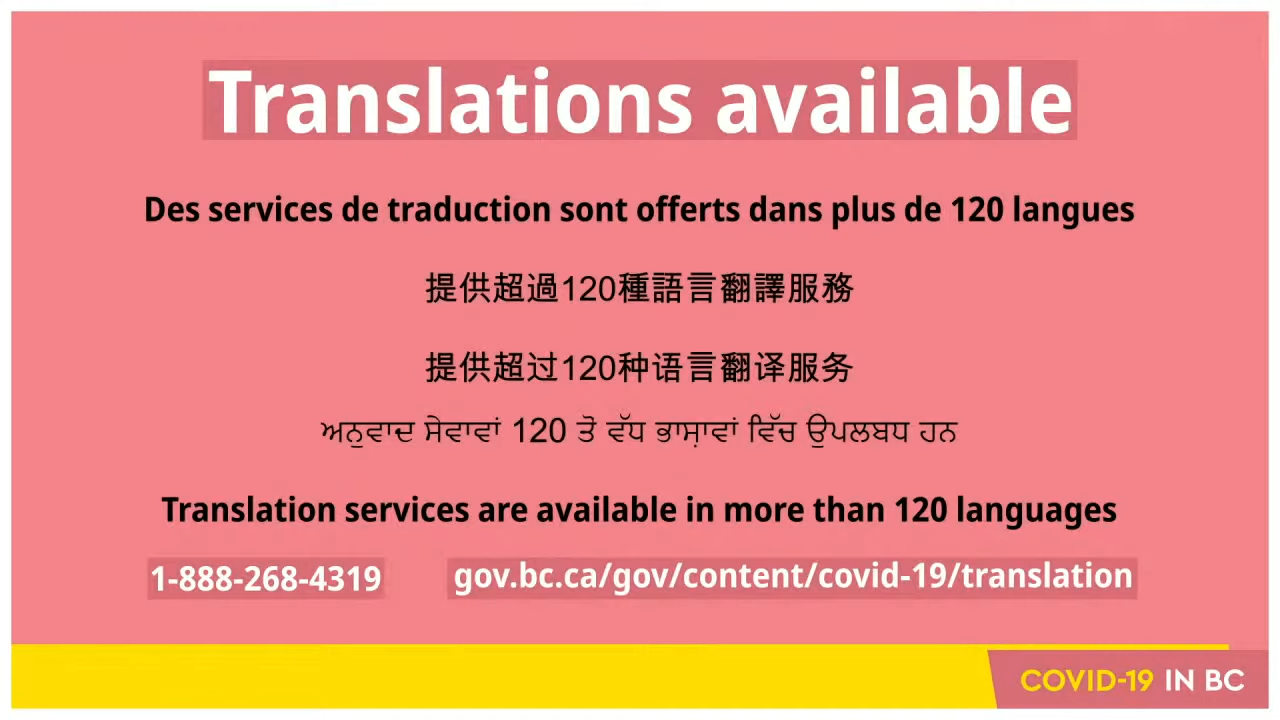 Translations available
Des services de traduction sont offerts dans plus de 120 langues
提供超過120種語言翻譯服務
提供超过120种语言翻译服务
ਅਨੁਵਾਦ ਸੇਵਾਵਾਂ 120 ਤੋਂ ਵੱਧ ਭਾਸ਼ਾਵਾਂ ਵਿੱਚ ਉਪਲਬਧ ਹਨ
Translation services are available in more than 120 languages
1-888-268-4319 gov.bc.ca/gov/content/covid-19/translation
COVID-19 IN BC